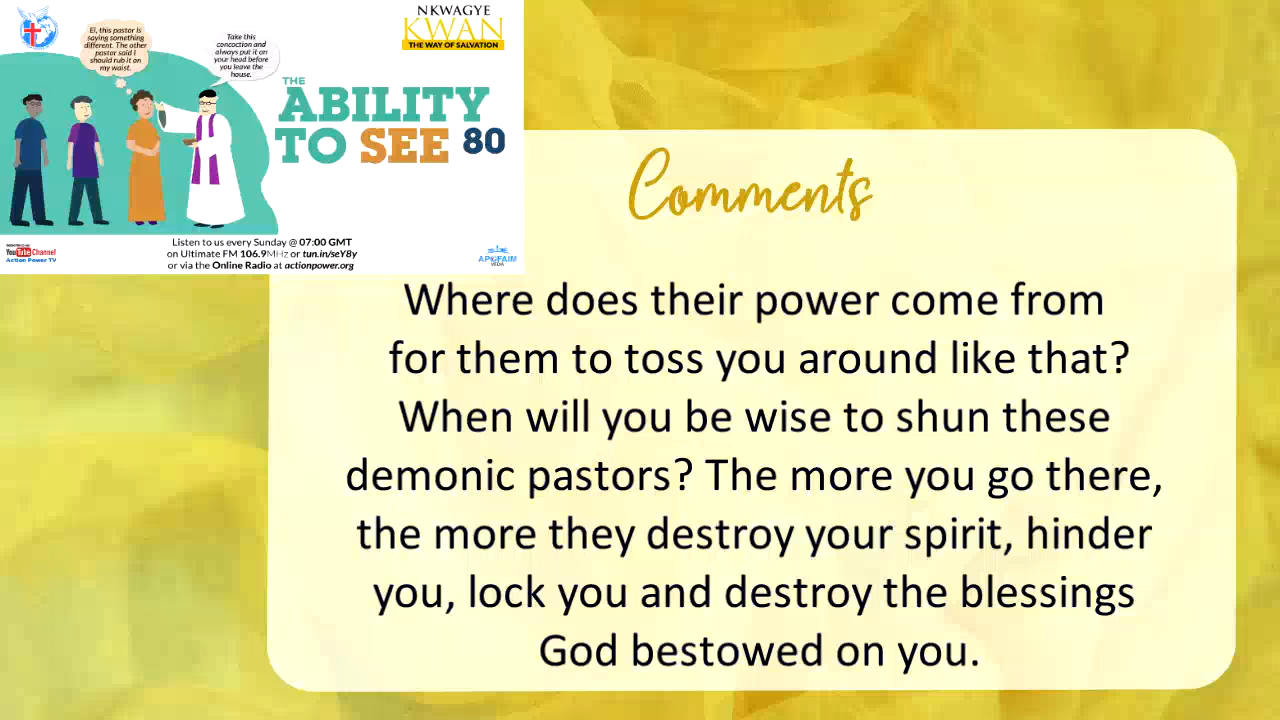 NKWAGYE
KWAN
THE WAY OF SALVATION
EI, this pastor is
saying something
different. The other
pastor said I
should rub it on
my waist.
Take this
concoction and
always put it on
your head before
you leave the
house.
THE
ABILITY
TO SEE 80
Listen to us every Sunday @ 07:00 GMT
on Ultimate FM 106.9MHz or tun.in/seY8y
or via the Online Radio at actionpower.org
YouTube Channel
Action Power TV
APOFAIM
MEDIA
Comments
Where does their power come from
for them to toss you around like that?
When will you be wise to shun these
demonic pastors? The more you go there,
the more they destroy your spirit, hinder
you, lock you and destroy the blessings
God bestowed on you.